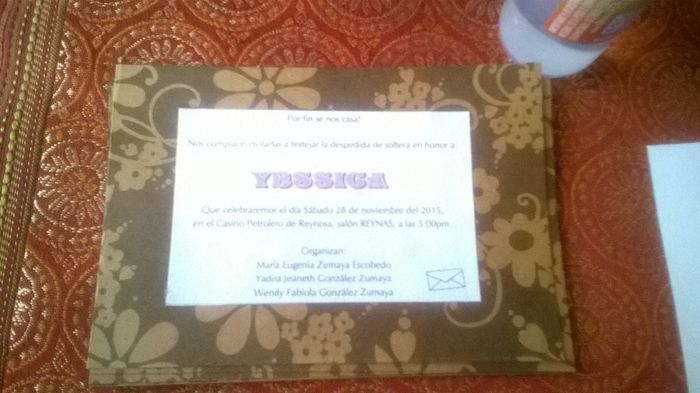 Por fin se nos casa!
Nos complace invitarlas a festejar la despedida de soltera en honor a:
YESSICA
Que celebraremos el día Sábado 28 de noviembre del 2015,
en el Casino Petrolero de Reynosa, salón REYNAS, a las 5:00pm.
Organizan:
María Eugenia Zumaya Escobedo
Yadira Jeaneth González Zumaya
Wendy Fabiola González Zumaya